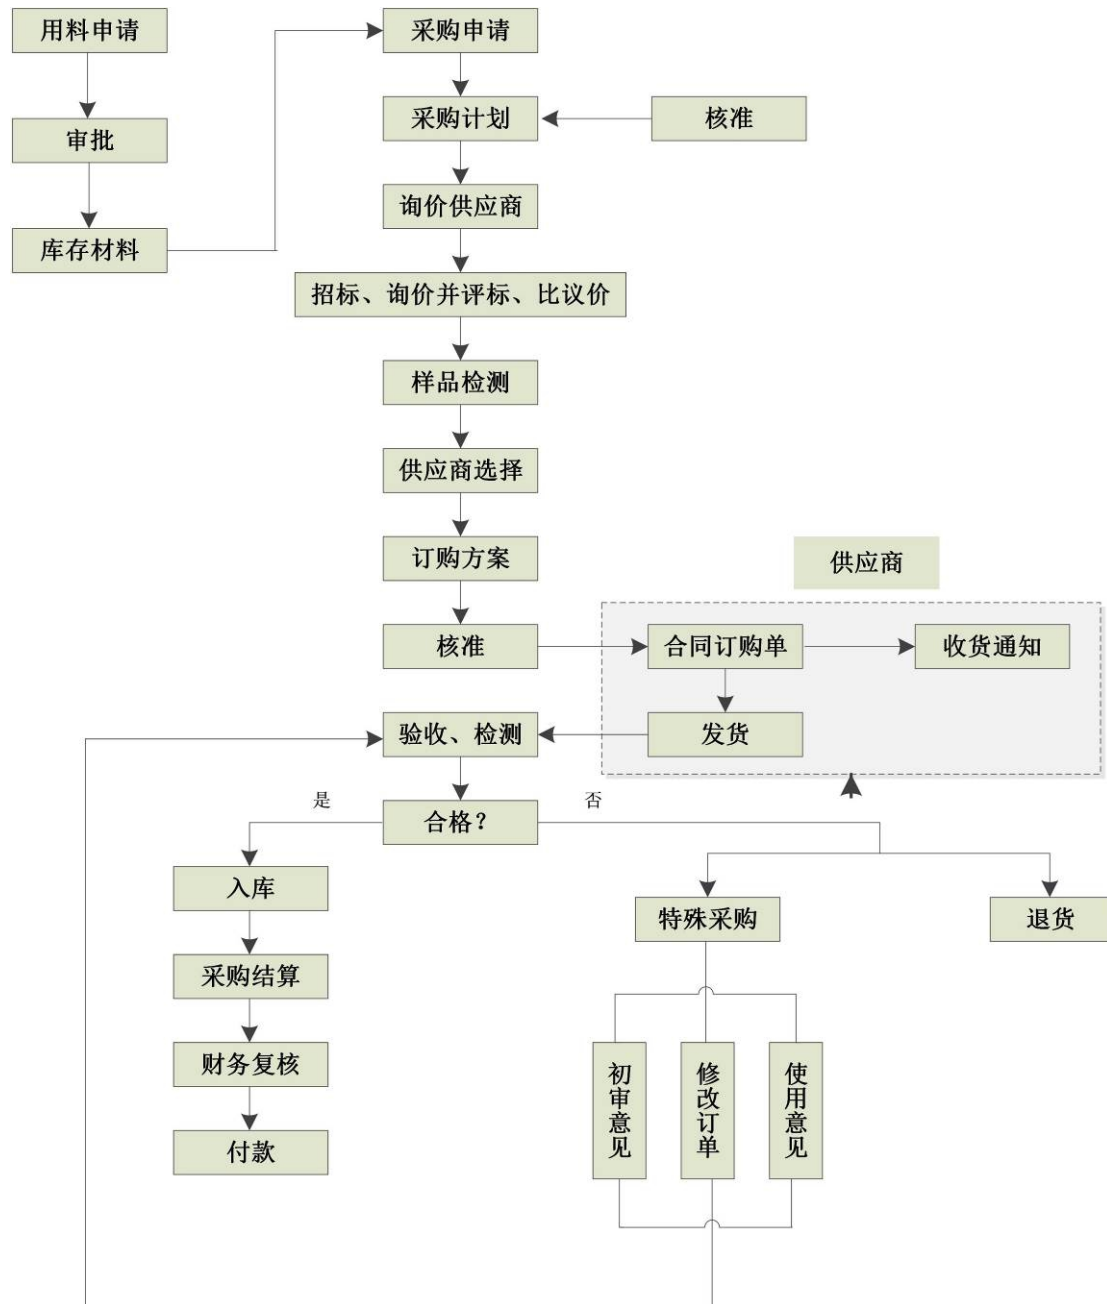 用料申请
审批
库存材料
采购申请
采购计划
核准
询价供应商
招标、询价并评标、比议价
样品检测
供应商选择
订购方案
核准
供应商
合同订购单
收货通知
发货
验收、检测
合格？
是
否
入库
采购结算
财务复核
付款
特殊采购
退货
初审意见
修改订单
使用意见